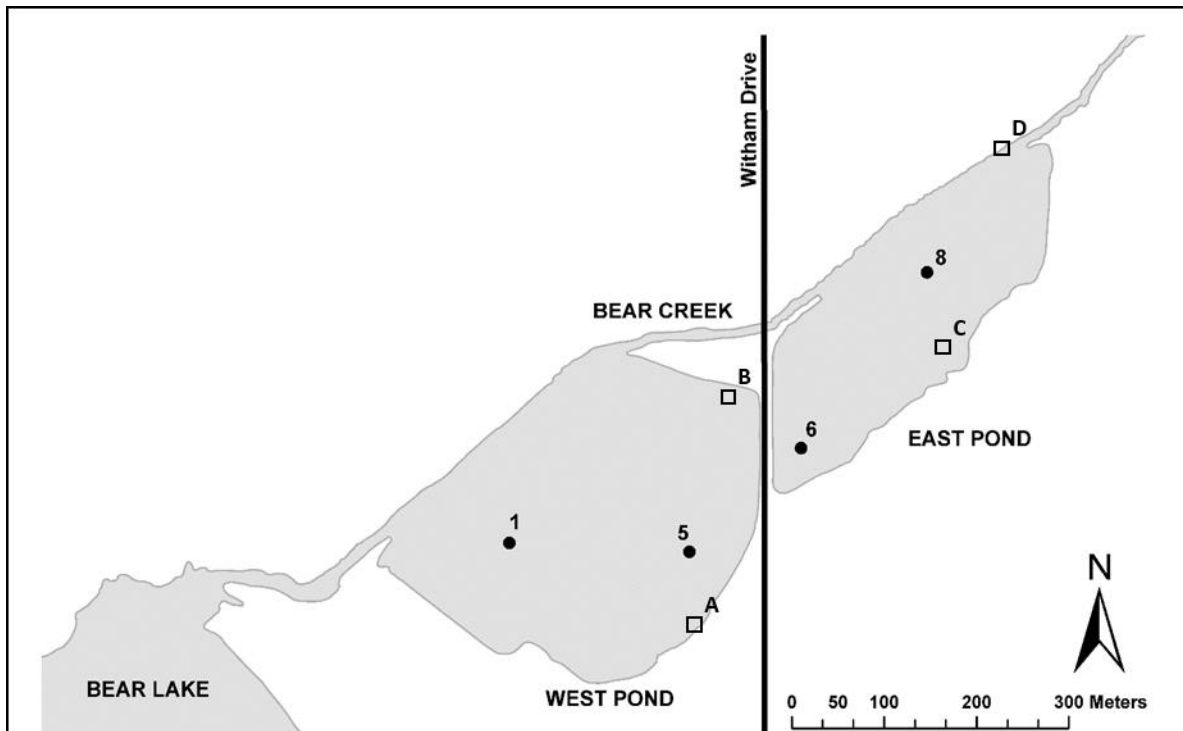 Witham Drive
D
8
BEAR CREEK
C
B
6
EAST POND
1
5
A
N
BEAR LAKE
WEST POND
0 50 100 200 300 Meters